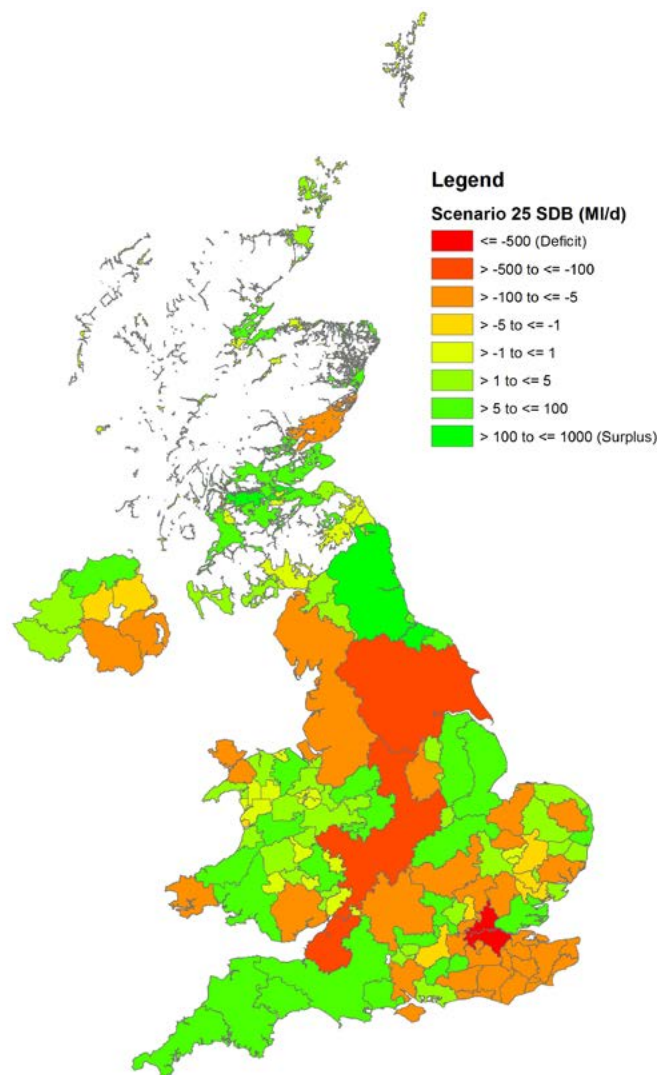 Legend
Scenario 25 SDB (Ml/d)
<= -500 (Deficit)
> -500 to <= -100
> -100 to <= -5
> -5 to <= -1
> -1 to <= 1
> 1 to <= 5
> 5 to <= 100
> 100 to <= 1000 (Surplus)